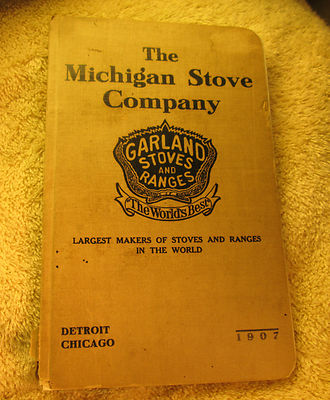 The
Michigan Stove
Company
GARLAND
STOVES
AND
RANGES
"The World's Best"
LARGEST MAKERS OF STOVES AND RANGES
IN THE WORLD
DETROIT
CHICAGO
1907